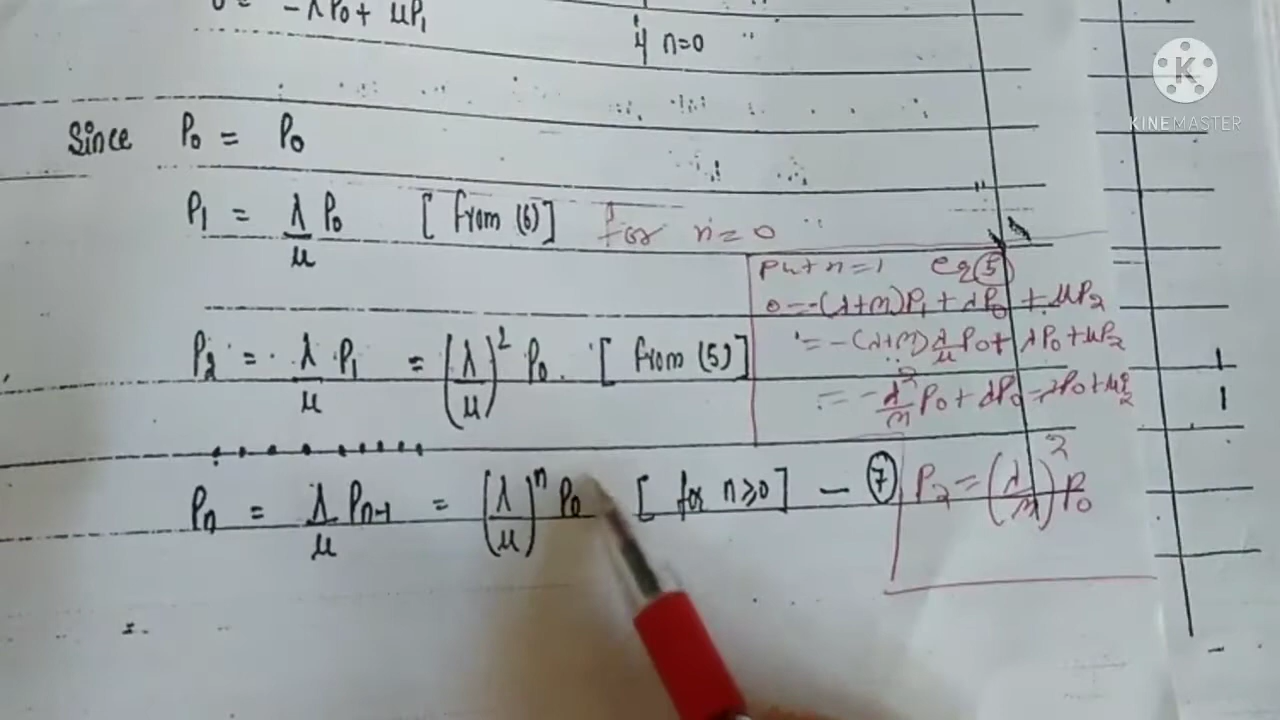 0 = -λP0 + μP1
if n=0 "
KINEMASTER
Since P0 = P0
P1 = λ/μ P0 [from (6)] for n=0
Put n=1 eq (5)
0 = -(λ+μ)P1 + λP0 + μP2
= -(λ+μ) λ/μ P0 + λP0 + μP2
P2 = λ/μ P1 = (λ/μ)^2 P0. [from (5)]
= -λ^2/μ P0 + λP0 - λP0 + μP2
Pn = λ/μ Pn-1 = (λ/μ)^n P0 [for n≥0] — (7)
P2 = (λ/μ)^2 P0